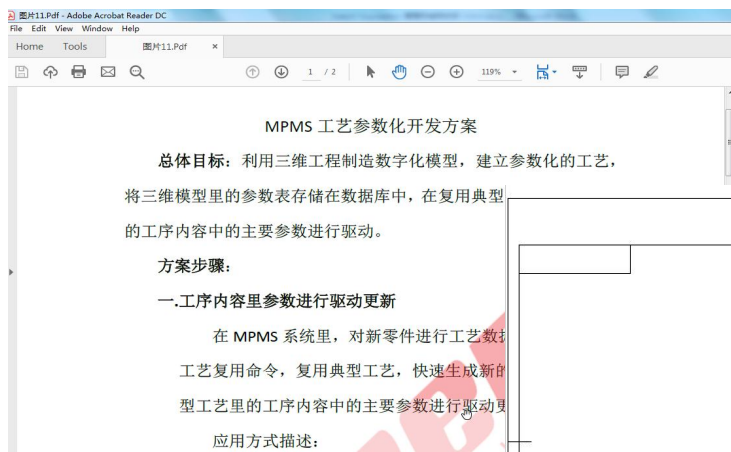 图片11.Pdf - Adobe Acrobat Reader DC
File Edit View Window Help
Home Tools 图片11.Pdf ×
1 / 2 119%
MPMS 工艺参数化开发方案
总体目标：利用三维工程制造数字化模型，建立参数化的工艺，
将三维模型里的参数表存储在数据库中，在复用典型
的工序内容中的主要参数进行驱动。
方案步骤：
一.工序内容里参数进行驱动更新
在 MPMS 系统里，对新零件进行工艺数
工艺复用命令，复用典型工艺，快速生成新的
型工艺里的工序内容中的主要参数进行驱动更
应用方式描述：